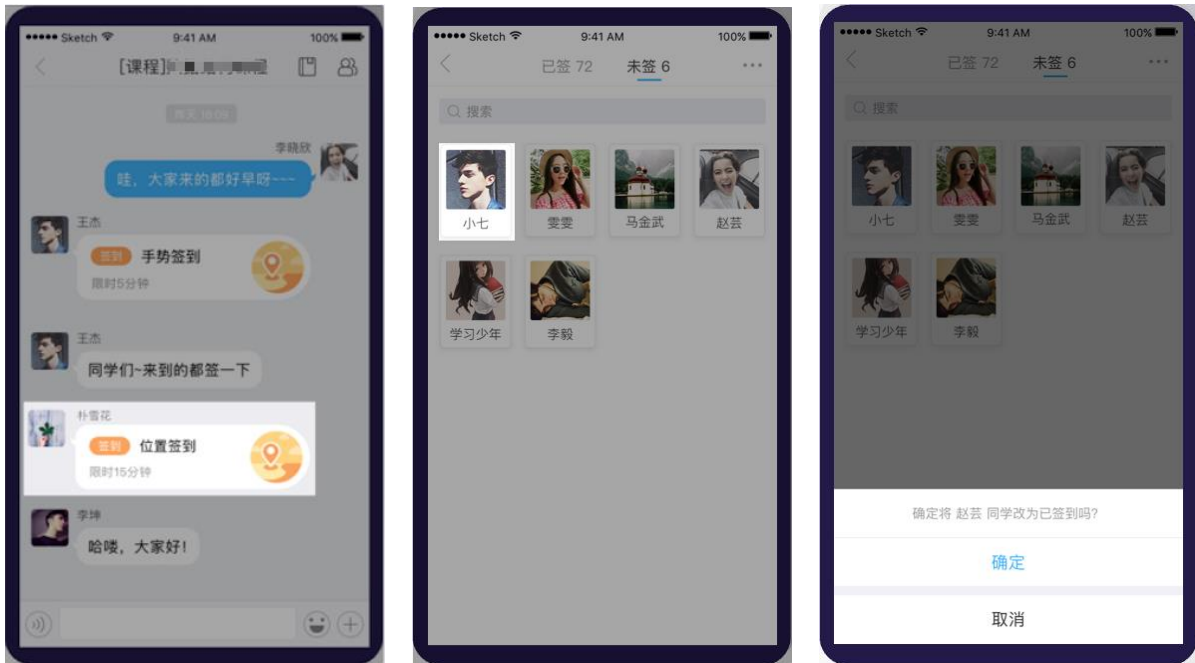 Sketch 9:41 AM 100%
[课程]
昨天 16:09
李晓欣
哇，大家来的都好早呀~~~
王杰
签到 手势签到
限时5分钟
王杰
同学们~来到的都签一下
朴雪花
签到 位置签到
限时15分钟
李坤
哈喽，大家好！
Sketch 9:41 AM 100%
已签 72 未签 6
搜索
小七 雯雯 马金武 赵芸
学习少年 李毅
Sketch 9:41 AM 100%
已签 72 未签 6
搜索
小七 雯雯 马金武 赵芸
学习少年 李毅
确定将 赵芸 同学改为已签到吗?
确定
取消